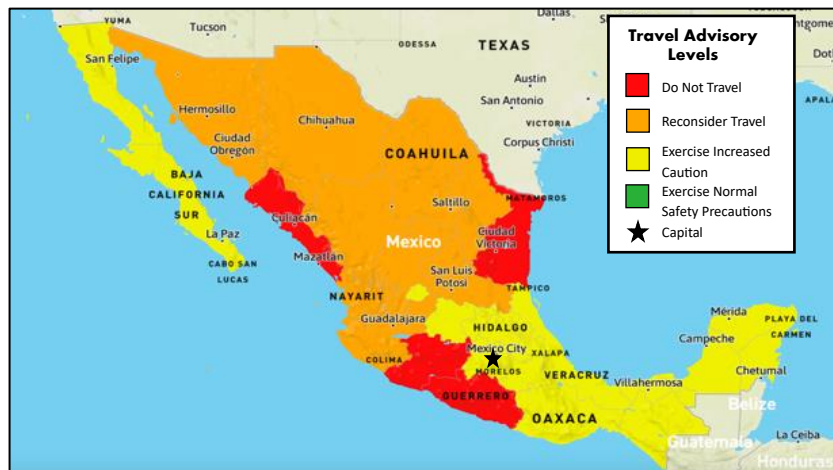 YUMA
Tucson
Dallas
ODESSA
TEXAS
San Felipe
Austin
San Antonio
VICTORIA
Corpus Christi
Hermosillo
Chihuahua
Ciudad
Obregón
COAHUILA
BAJA
CALIFORNIA
SUR
La Paz
CABO SAN
LUCAS
Culiacán
Mazatlán
Saltillo
MATAMOROS
Ciudad
Victoria
Mexico
San Luis
Potosi
TAMPICO
NAYARIT
Guadalajara
HIDALGO
COLIMA
Mexico City
XALAPA
MORELOS
VERACRUZ
GUERRERO
OAXACA
Villahermosa
Mérida
PLAYA DEL
CARMEN
Campeche
Chetumal
Belize
Guatemala
La Ceiba
Honduras
Travel Advisory
Levels
Do Not Travel
Reconsider Travel
Exercise Increased
Caution
Exercise Normal
Safety Precautions
Capital